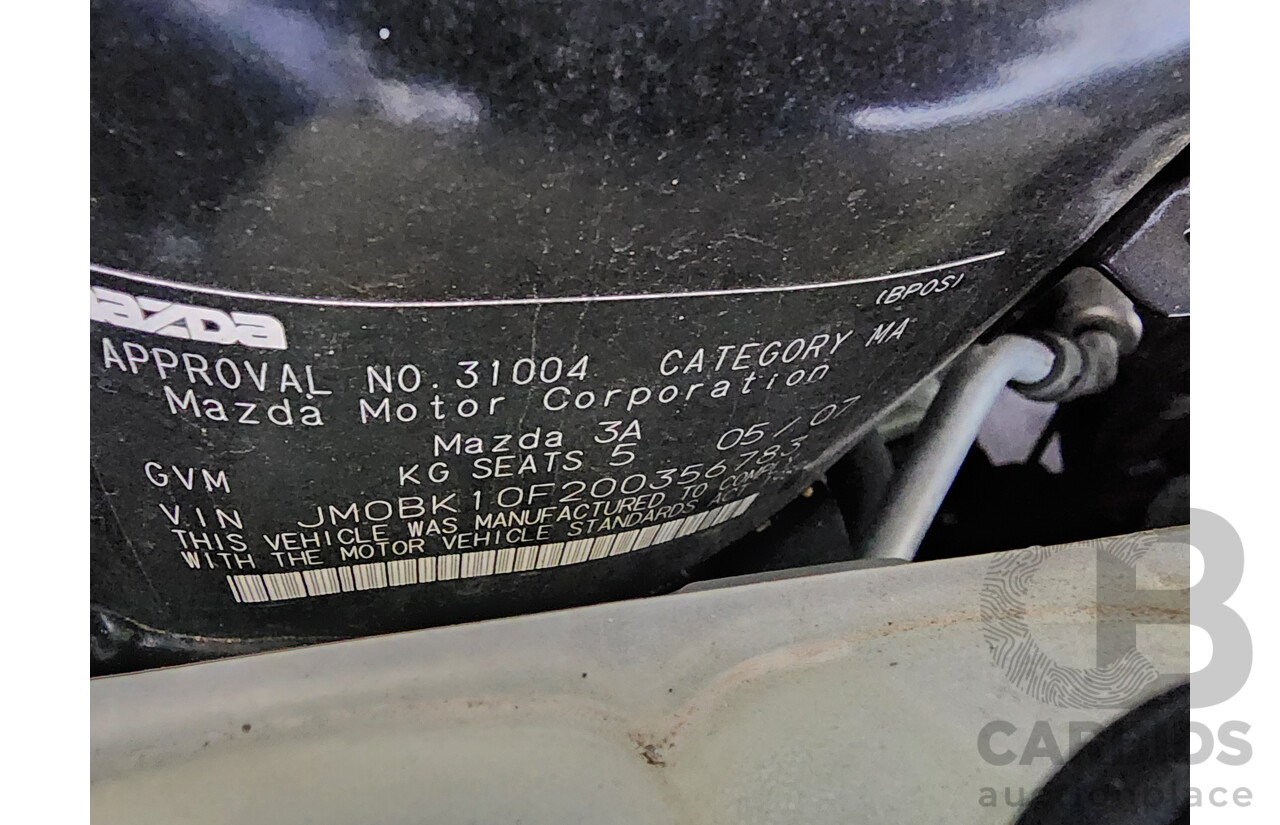 (BPOS)
mazda
APPROVAL NO. 31004 CATEGORY MA
Mazda Motor Corporation
Mazda 3A 05/07
GVM KG SEATS 5
VIN JM0BK10F200356783
THIS VEHICLE WAS MANUFACTURED TO COMPLY
WITH THE MOTOR VEHICLE STANDARDS ACT
CARBIDS
auctionplace